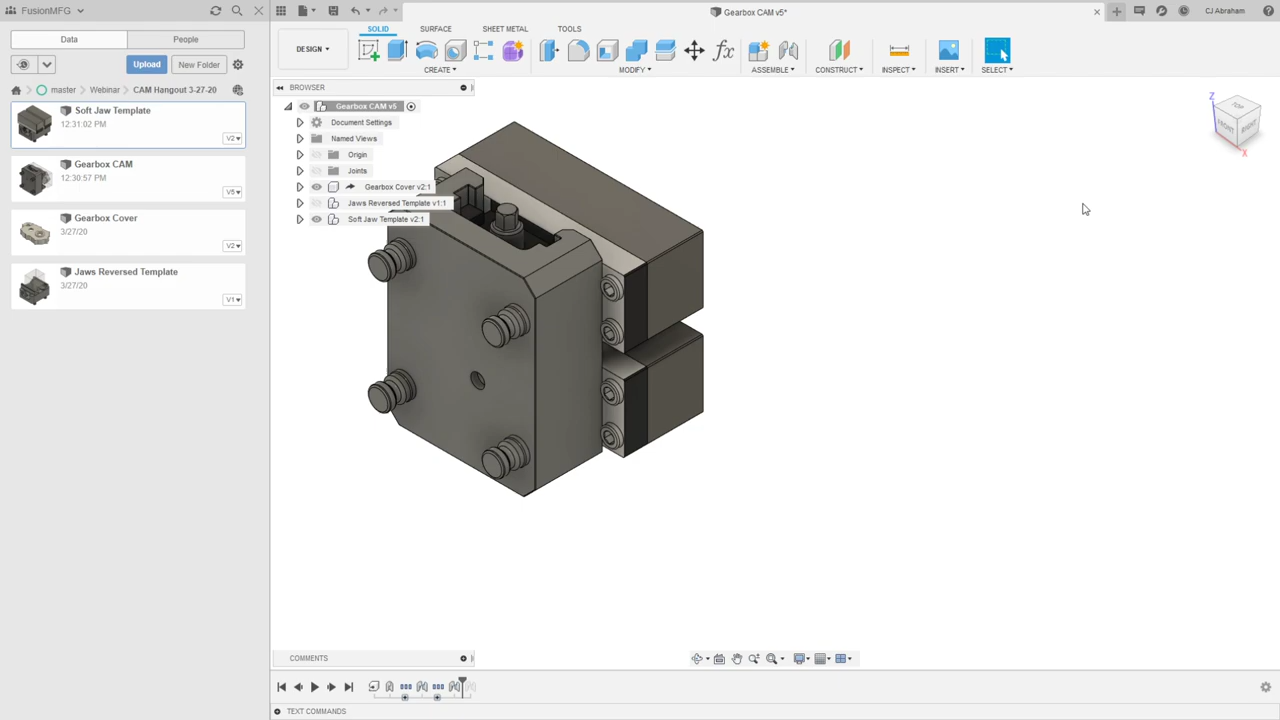 FusionMFG
Gearbox CAM v5*
CJ Abraham
Data
People
SOLID
SURFACE
SHEET METAL
TOOLS
DESIGN
CREATE
MODIFY
ASSEMBLE
CONSTRUCT
INSPECT
INSERT
SELECT
Upload
New Folder
master
Webinar
CAM Hangout 3-27-20
Soft Jaw Template
12:31:02 PM
V2
Gearbox CAM
12:30:57 PM
V5
Gearbox Cover
3/27/20
V2
Jaws Reversed Template
3/27/20
V1
BROWSER
Gearbox CAM v5
Document Settings
Named Views
Origin
Joints
Gearbox Cover v2:1
Jaws Reversed Template v1:1
Soft Jaw Template v2:1
Z
TOP
FRONT
RIGHT
X
COMMENTS
TEXT COMMANDS